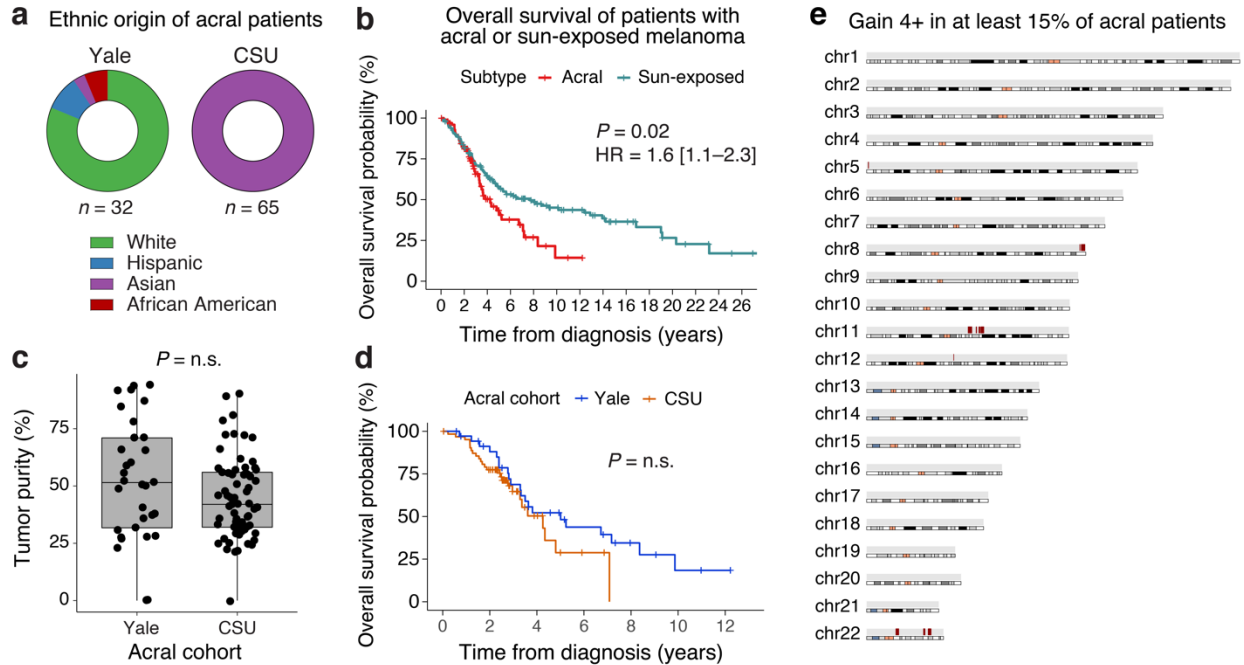 a
Ethnic origin of acral patients
Yale
CSU
n = 32
n = 65
White
Hispanic
Asian
African American
b
Overall survival of patients with
acral or sun-exposed melanoma
Subtype Acral Sun-exposed
Overall survival probability (%)
100
75
50
25
0
P = 0.02
HR = 1.6 [1.1–2.3]
0 2 4 6 8 10 12 14 16 18 20 22 24 26
Time from diagnosis (years)
c
P = n.s.
Tumor purity (%)
75
50
25
0
Yale
CSU
Acral cohort
d
Acral cohort Yale CSU
Overall survival probability (%)
100
75
50
25
0
P = n.s.
0 2 4 6 8 10 12
Time from diagnosis (years)
e
Gain 4+ in at least 15% of acral patients
chr1
chr2
chr3
chr4
chr5
chr6
chr7
chr8
chr9
chr10
chr11
chr12
chr13
chr14
chr15
chr16
chr17
chr18
chr19
chr20
chr21
chr22